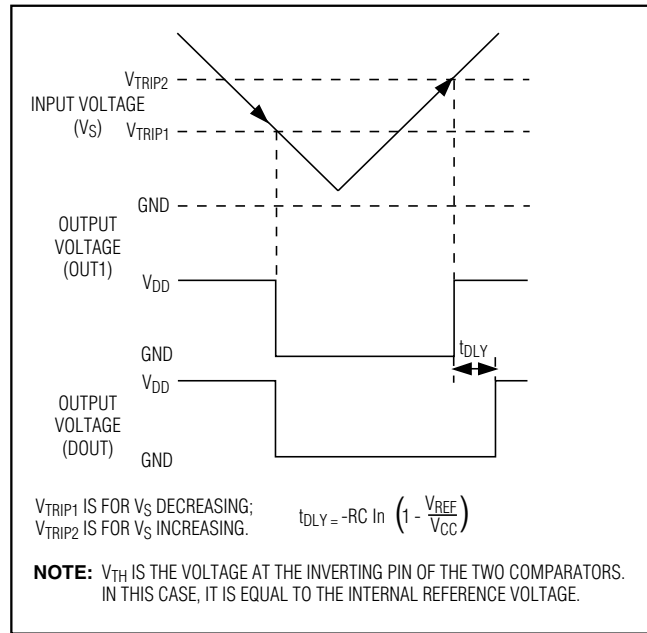 VTRIP2
INPUT VOLTAGE
(VS)
VTRIP1
GND
OUTPUT
VOLTAGE
(OUT1)
VDD
GND
tDLY
VDD
OUTPUT
VOLTAGE
(DOUT)
GND
VTRIP1 IS FOR VS DECREASING;
VTRIP2 IS FOR VS INCREASING.
tDLY = -RC ln (1 - VREF/VCC)
NOTE: VTH IS THE VOLTAGE AT THE INVERTING PIN OF THE TWO COMPARATORS.
IN THIS CASE, IT IS EQUAL TO THE INTERNAL REFERENCE VOLTAGE.